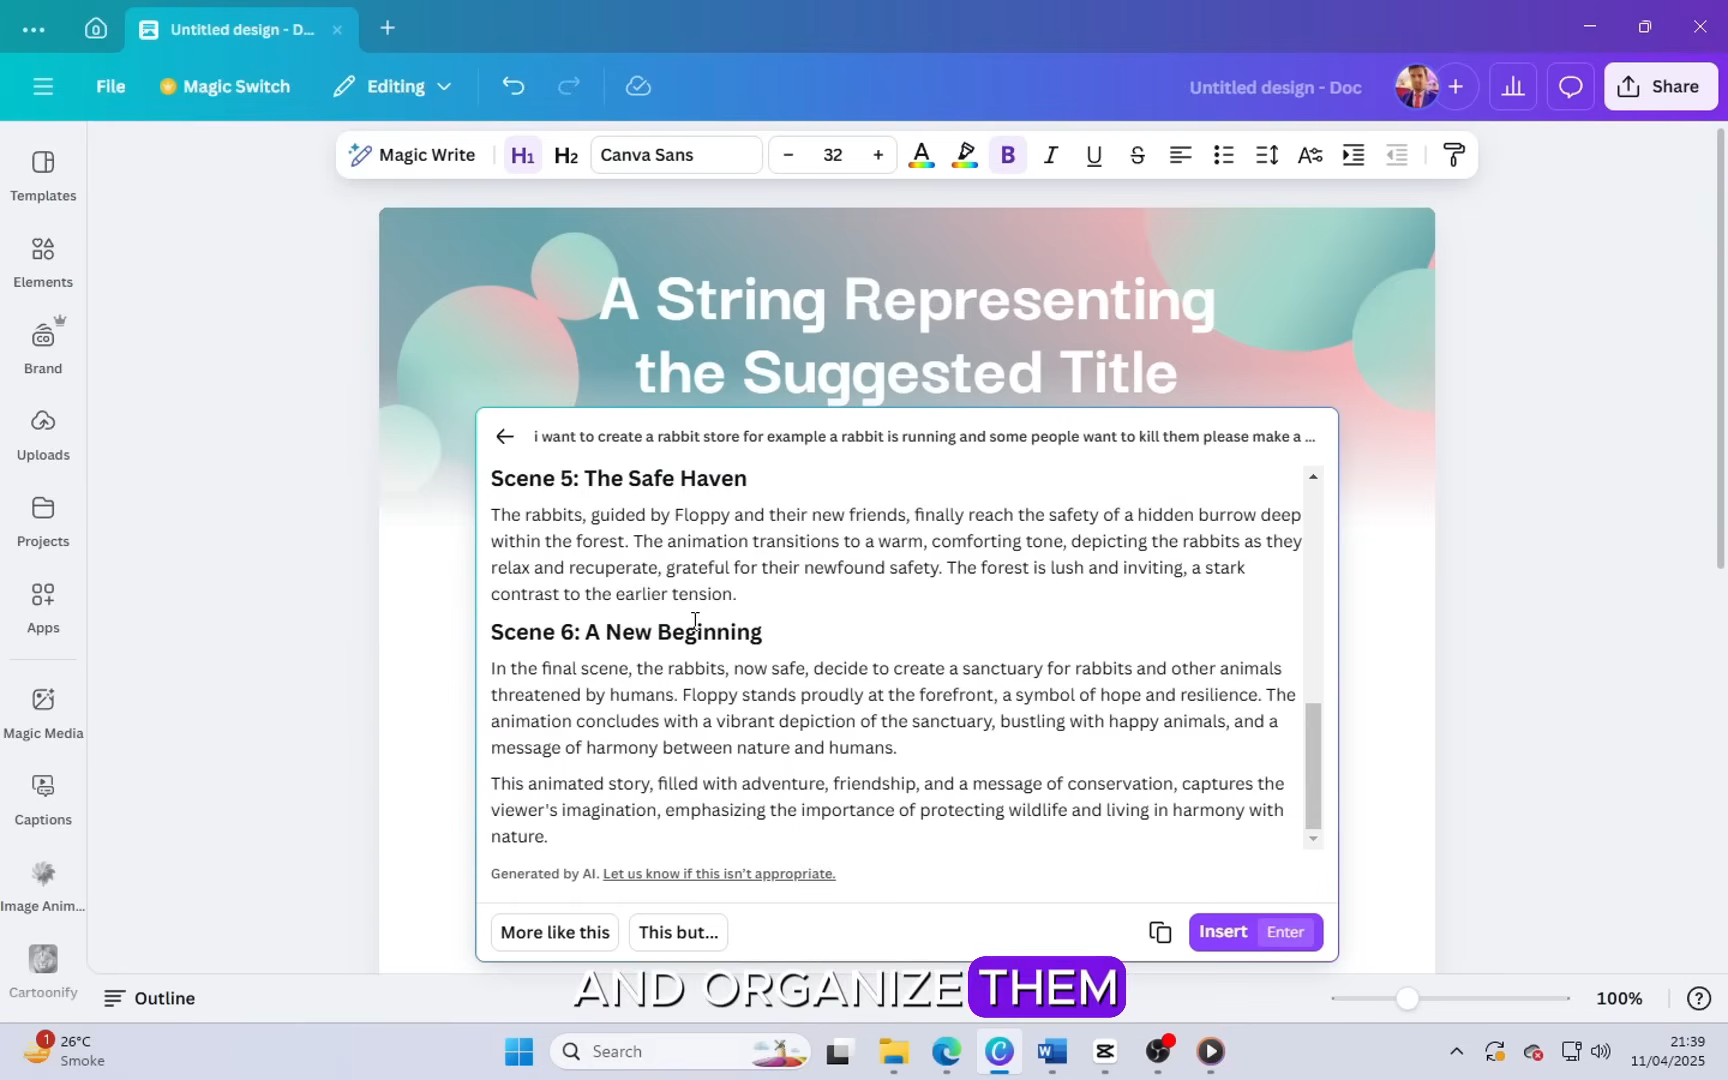 Untitled design - D...
File
Magic Switch
Editing
Untitled design - Doc
Share
Magic Write
H1
H2
Canva Sans
– 32 +
A
B
I
U
S
Templates
Elements
Brand
Uploads
Projects
Apps
Magic Media
Captions
Image Anim...
Cartoonify
A String Representing
the Suggested Title
i want to create a rabbit store for example a rabbit is running and some people want to kill them please make a ...
Scene 5: The Safe Haven
The rabbits, guided by Floppy and their new friends, finally reach the safety of a hidden burrow deep
within the forest. The animation transitions to a warm, comforting tone, depicting the rabbits as they
relax and recuperate, grateful for their newfound safety. The forest is lush and inviting, a stark
contrast to the earlier tension.
Scene 6: A New Beginning
In the final scene, the rabbits, now safe, decide to create a sanctuary for rabbits and other animals
threatened by humans. Floppy stands proudly at the forefront, a symbol of hope and resilience. The
animation concludes with a vibrant depiction of the sanctuary, bustling with happy animals, and a
message of harmony between nature and humans.
This animated story, filled with adventure, friendship, and a message of conservation, captures the
viewer's imagination, emphasizing the importance of protecting wildlife and living in harmony with
nature.
Generated by AI. Let us know if this isn't appropriate.
More like this
This but...
Insert
Enter
AND ORGANIZE THEM
Outline
100%
1
26°C
Smoke
Search
21:39
11/04/2025